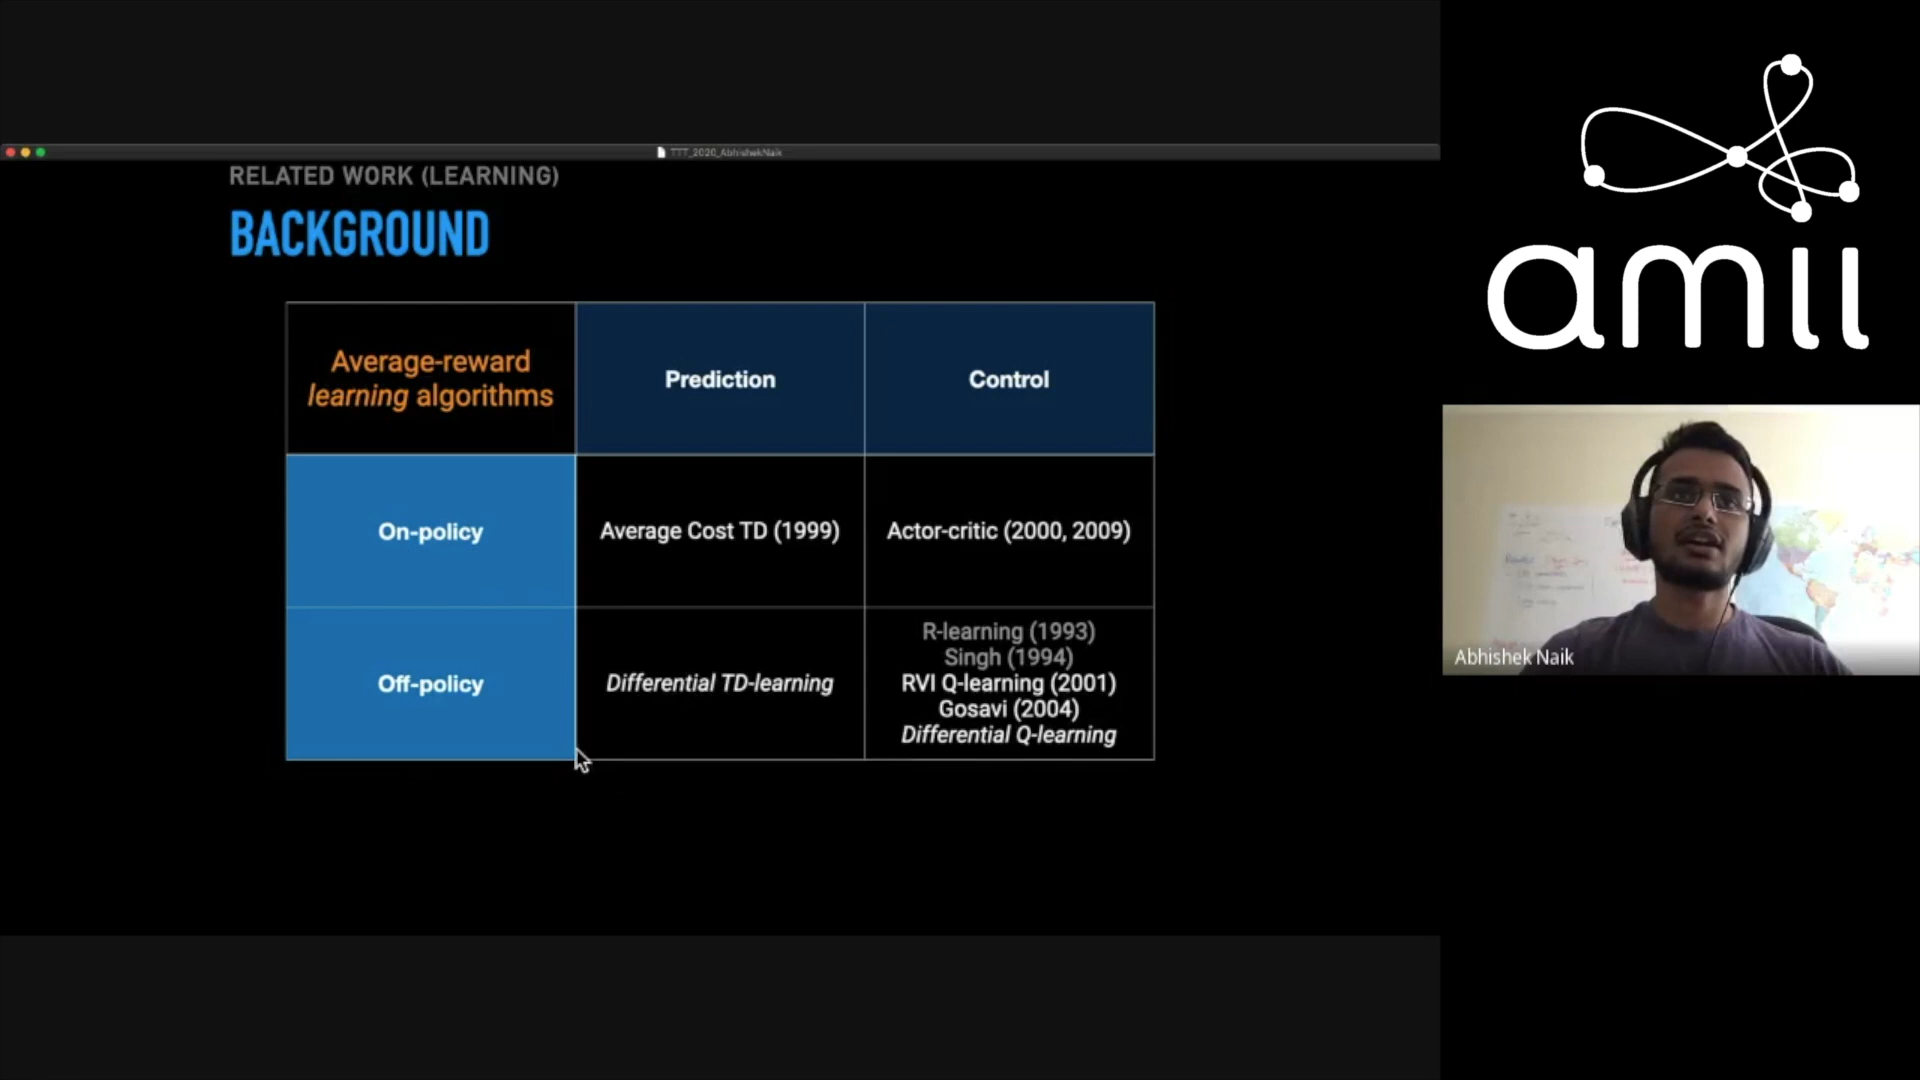 TTT_2020_AbhishekNaik
RELATED WORK (LEARNING)
BACKGROUND
Average-reward
learning algorithms
Prediction
Control
On-policy
Average Cost TD (1999)
Actor-critic (2000, 2009)
Off-policy
Differential TD-learning
R-learning (1993)
Singh (1994)
RVI Q-learning (2001)
Gosavi (2004)
Differential Q-learning
amii
Abhishek Naik